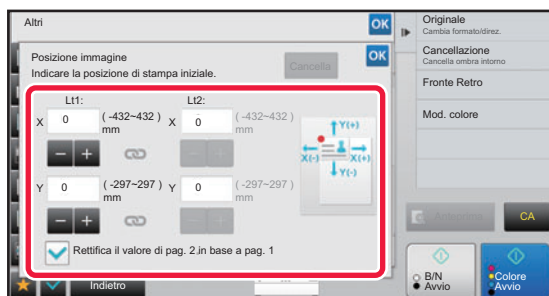 Altri
OK
Posizione immagine
Indicare la posizione di stampa iniziale.
Cancella
OK
Lt1:
Lt2:
X 0 (-432~432) mm
X 0 (-432~432) mm
Y(+)
X(-) X(+)
Y(-)
Y 0 (-297~297) mm
Y 0 (-297~297) mm
Rettifica il valore di pag. 2,in base a pag. 1
Indietro
Originale
Cambia formato/direz.
Cancellazione
Cancella ombra intorno
Fronte Retro
Mod. colore
Anteprima
CA
B/N
Avvio
Colore
Avvio